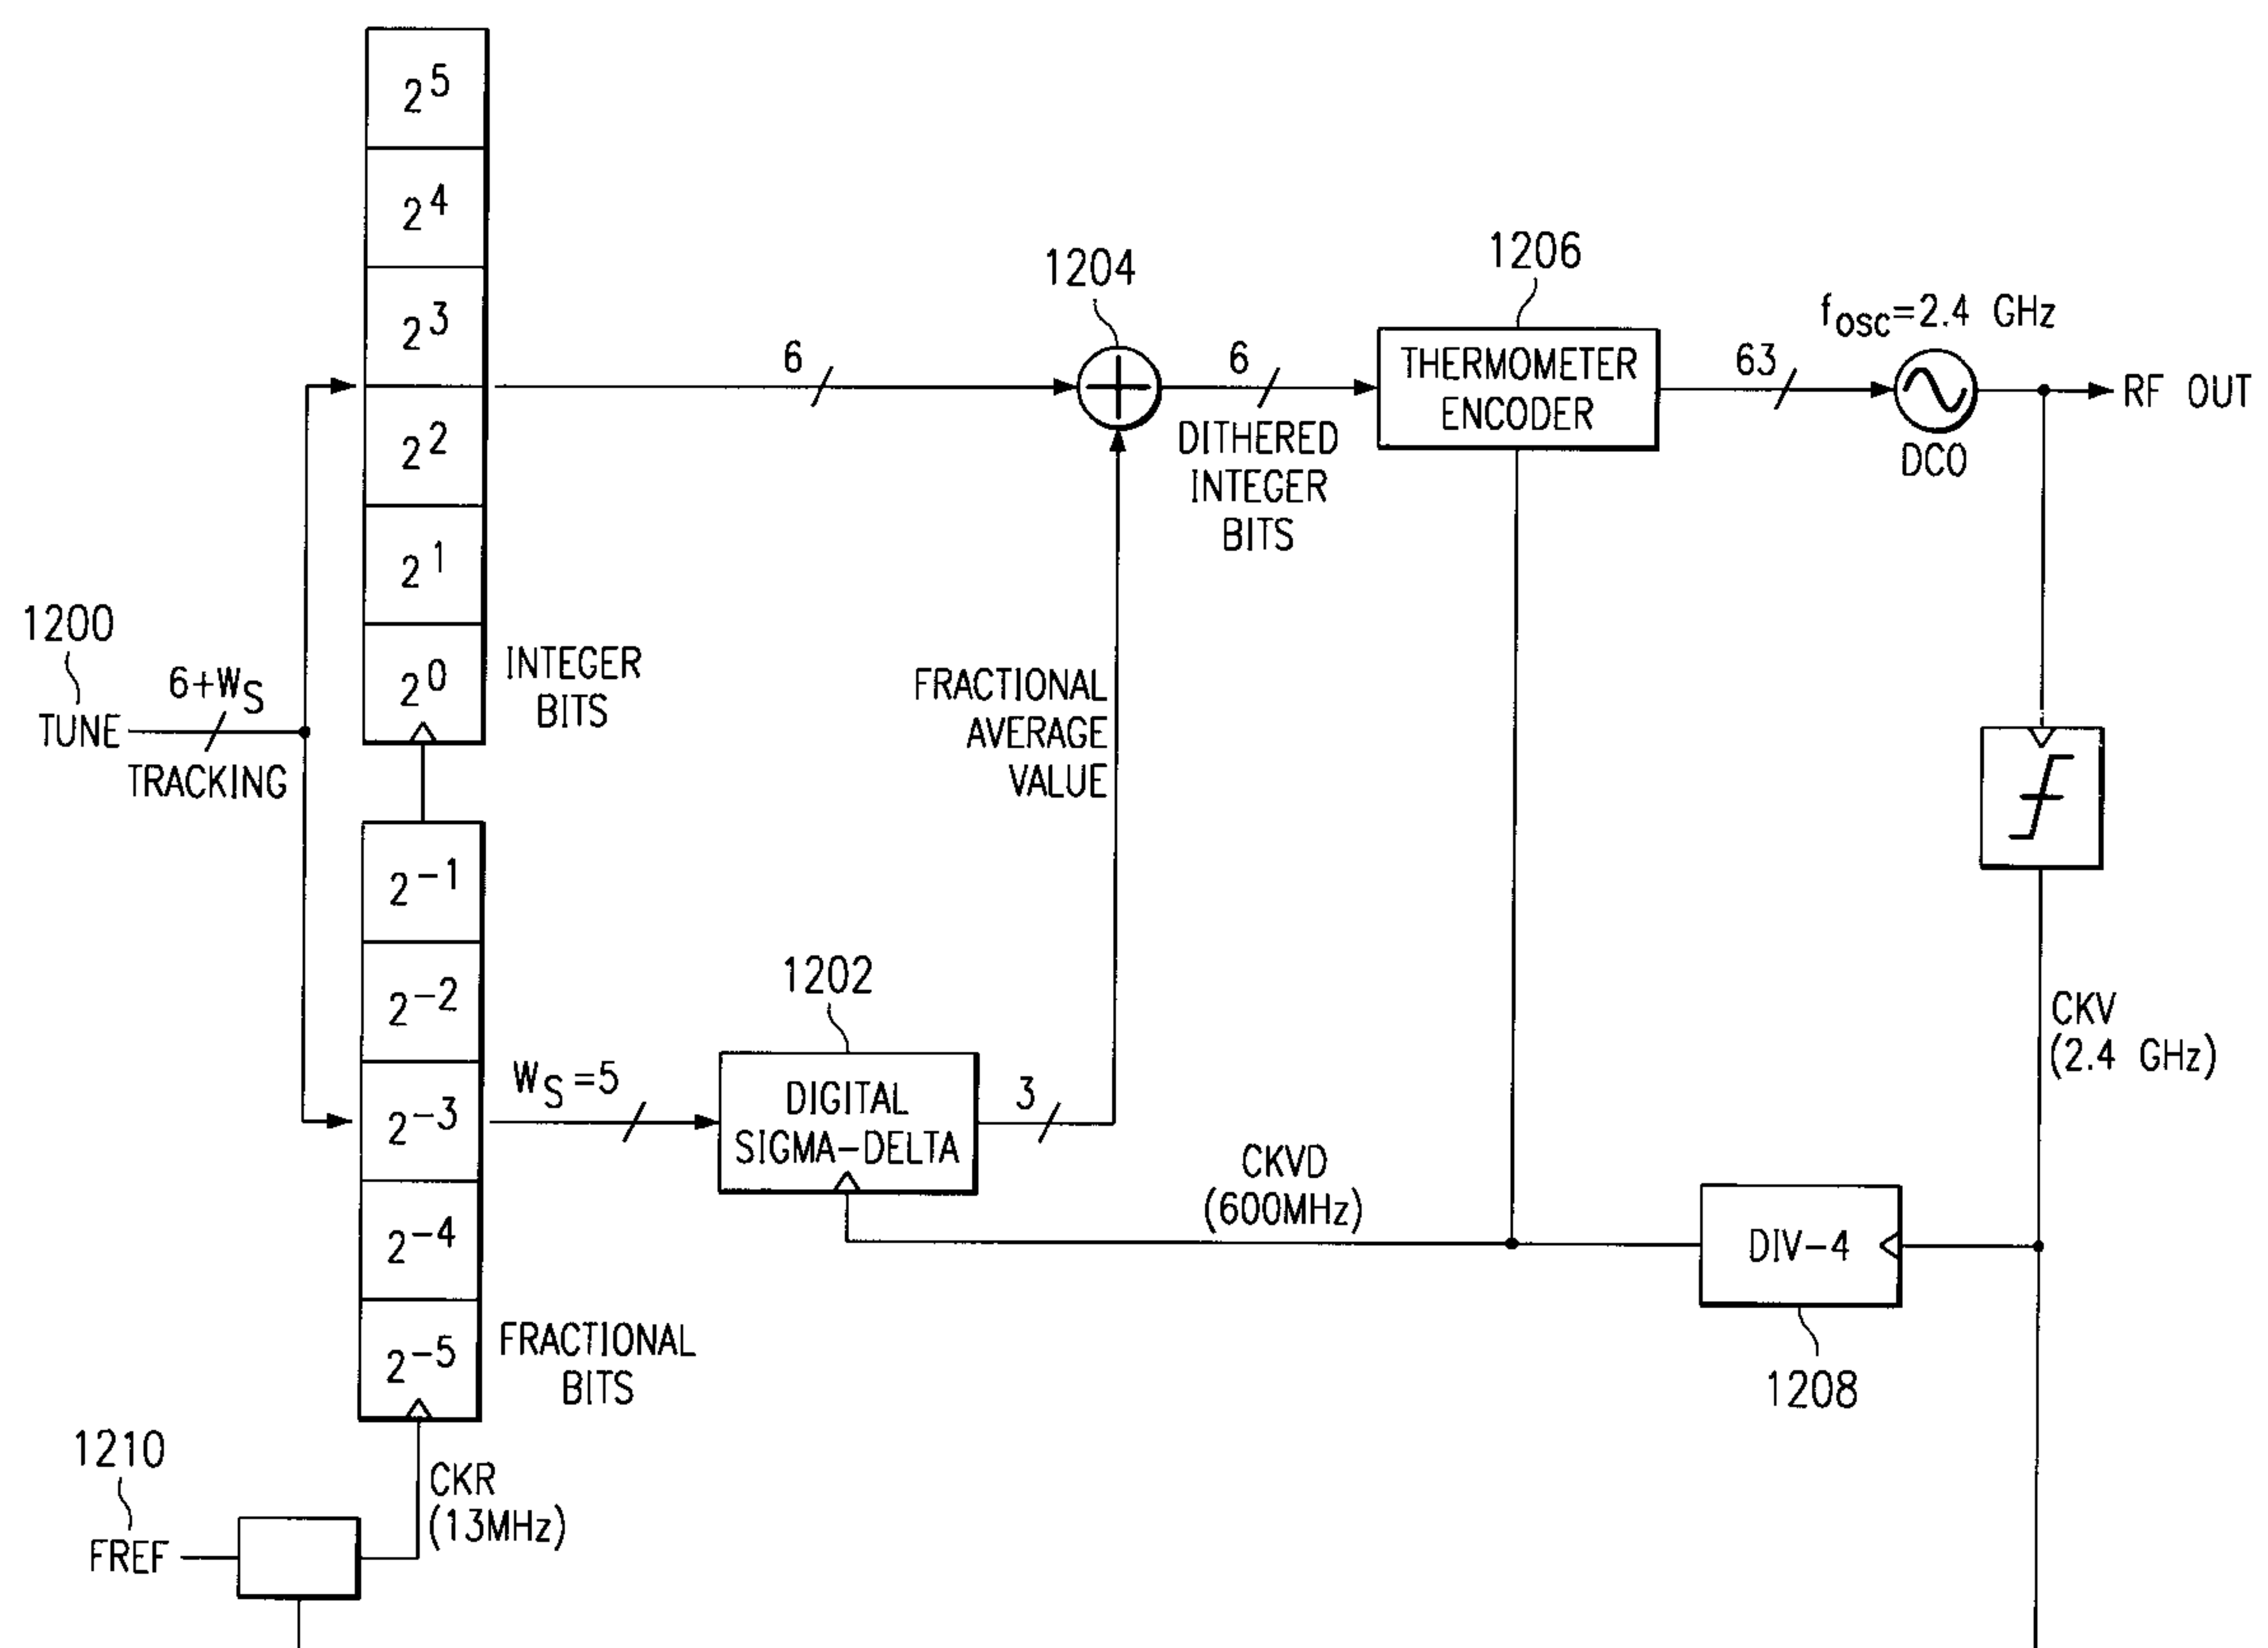 2^5
2^4
2^3
2^2
2^1
2^0
INTEGER
BITS
1200
6+W_S
TUNE
TRACKING
6
1204
6
DITHERED
INTEGER
BITS
1206
THERMOMETER
ENCODER
63
f_osc=2.4 GHz
DCO
RF OUT
FRACTIONAL
AVERAGE
VALUE
2^-1
2^-2
2^-3
2^-4
2^-5
FRACTIONAL
BITS
W_S=5
1202
DIGITAL
SIGMA-DELTA
3
CKVD
(600MHz)
CKV
(2.4 GHz)
DIV-4
1208
1210
FREF
CKR
(13MHz)